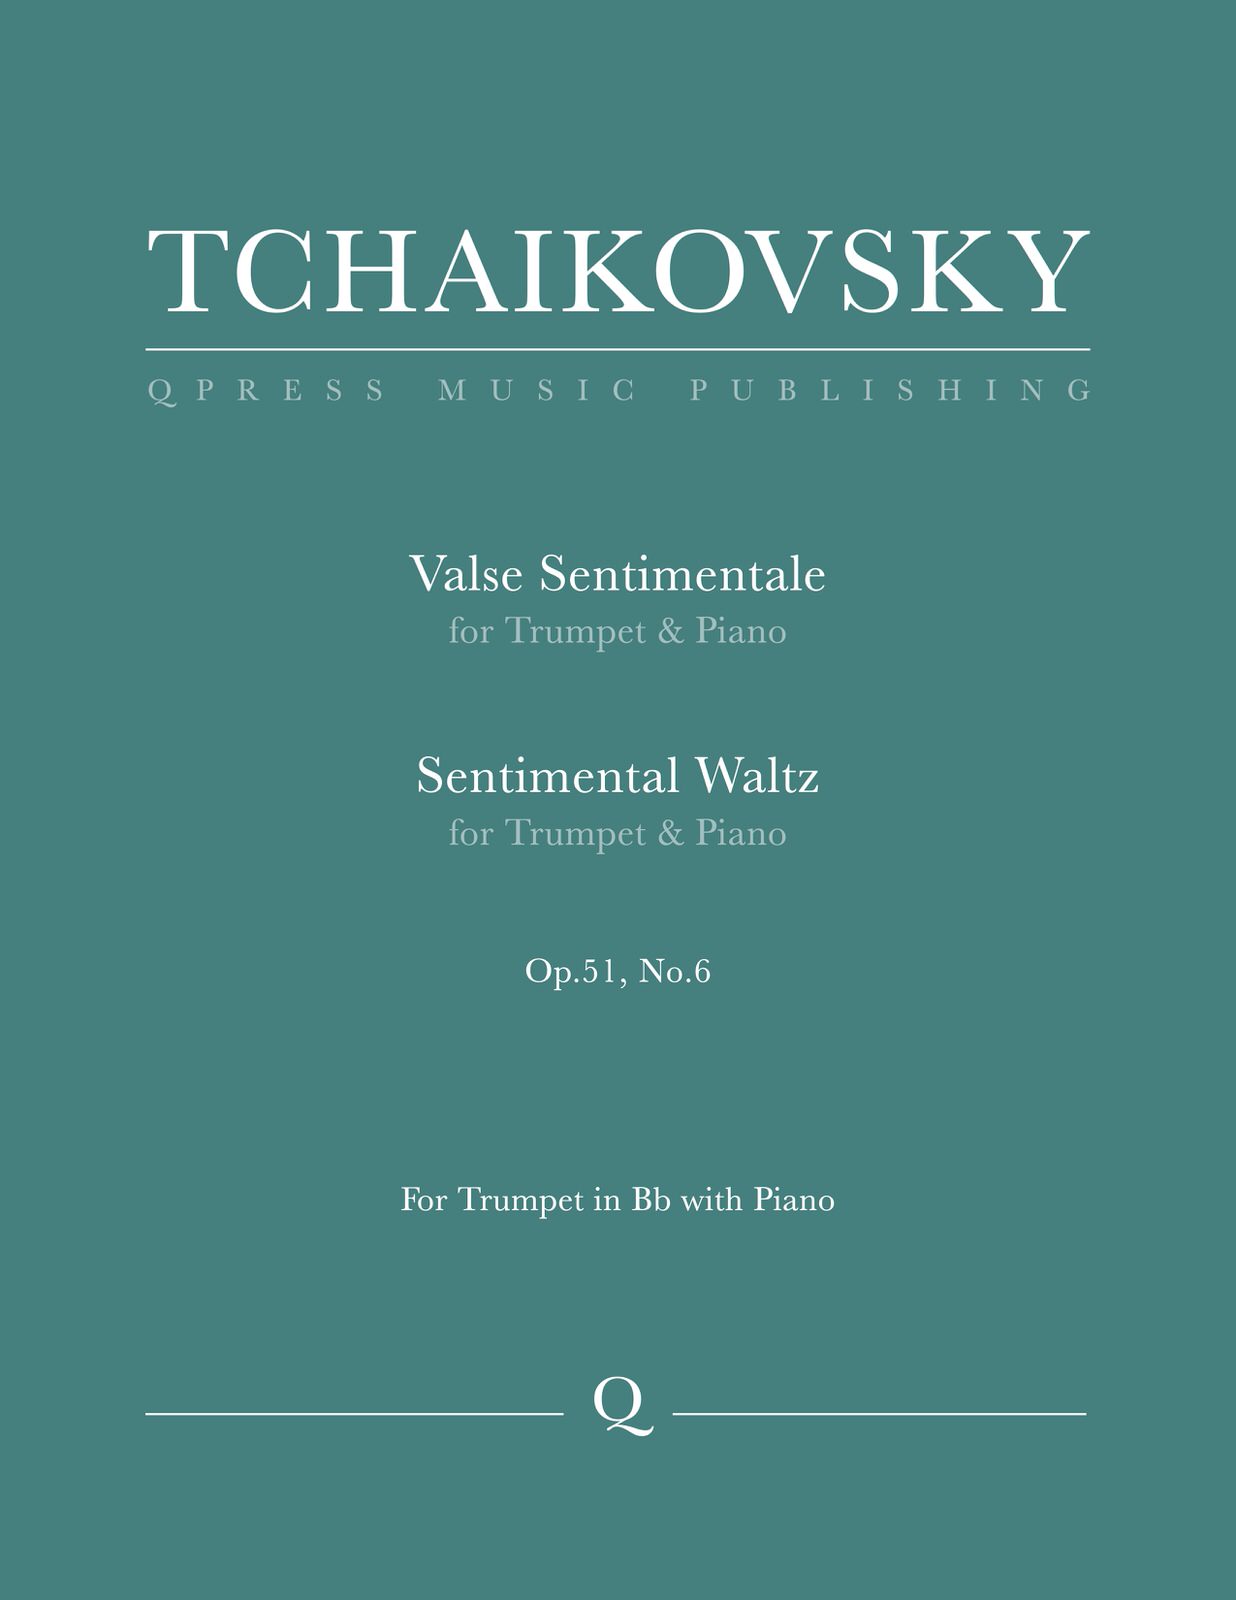 TCHAIKOVSKY
QPRESS MUSIC PUBLISHING
Valse Sentimentale
for Trumpet & Piano
Sentimental Waltz
for Trumpet & Piano
Op.51, No.6
For Trumpet in Bb with Piano
Q